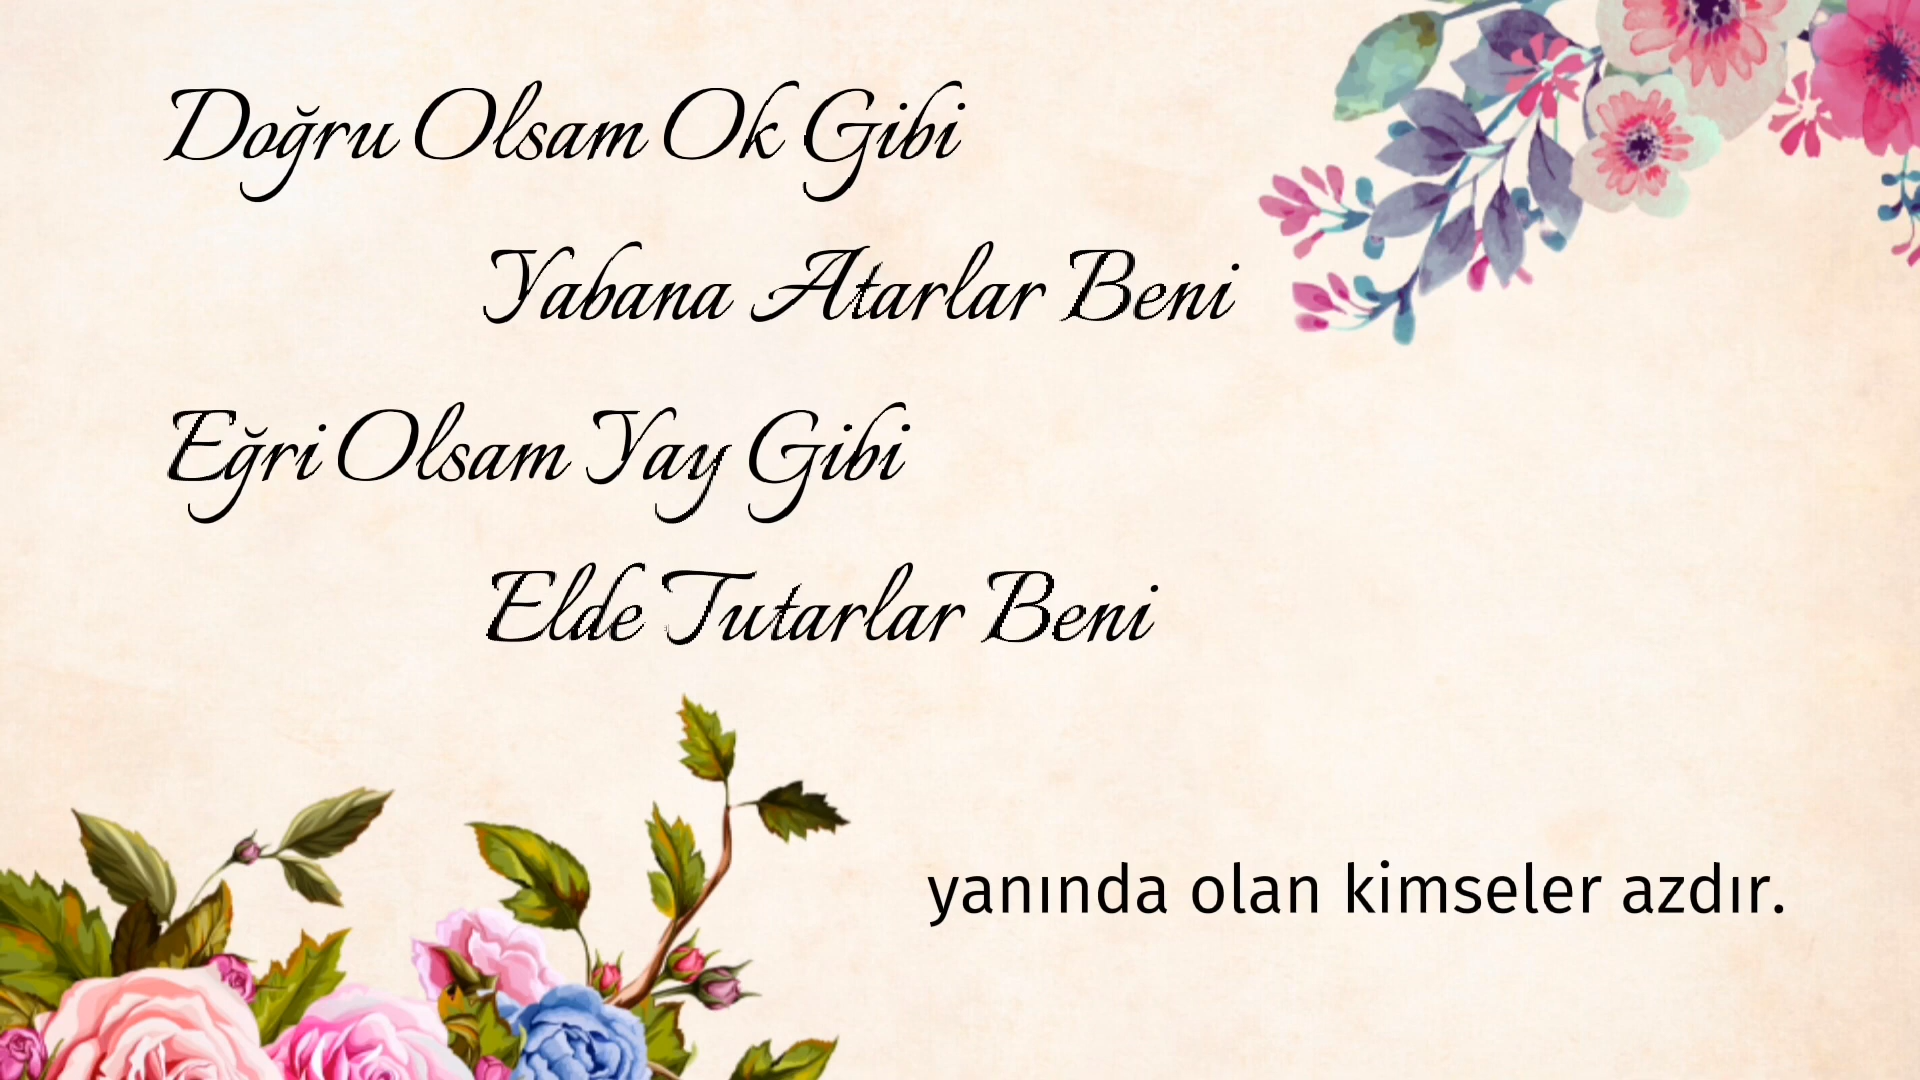 Doğru Olsam Ok Gibi
Yabana Atarlar Beni
Eğri Olsam Yay Gibi
Elde Tutarlar Beni
yanında olan kimseler azdır.